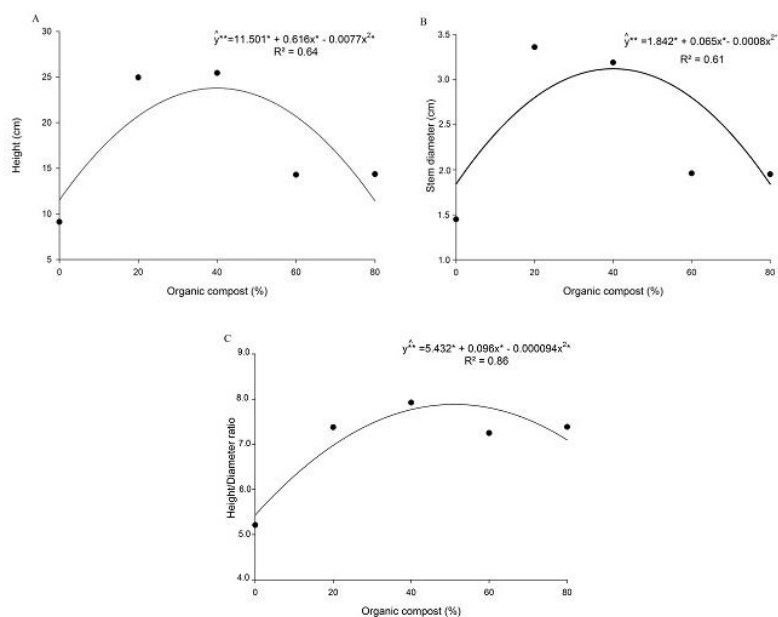 A
ŷ**=11.501* + 0.616x* - 0.0077x²*
R² = 0.64
30
25
20
15
10
5
0
20
40
60
80
Height (cm)
Organic compost (%)
B
ŷ** =1.842* + 0.065x* - 0.0008x²*
R² = 0.61
3.5
3.0
2.5
2.0
1.5
1.0
0
20
40
60
80
Stem diameter (cm)
Organic compost (%)
C
ŷ** =5.432* + 0.096x* - 0.000094x²*
R² = 0.86
9.0
8.0
7.0
6.0
5.0
4.0
0
20
40
60
80
Height/Diameter ratio
Organic compost (%)